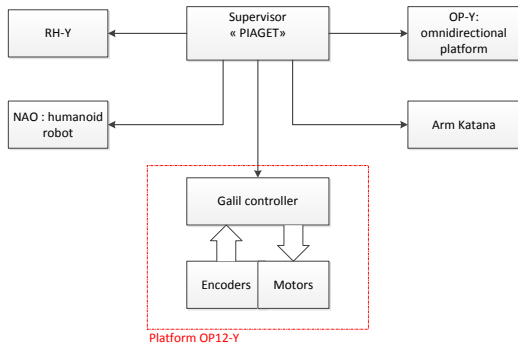 Supervisor
« PIAGET»
RH-Y
OP-Y:
omnidirectional
platform
NAO : humanoid
robot
Arm Katana
Galil controller
Encoders
Motors
Platform OP12-Y